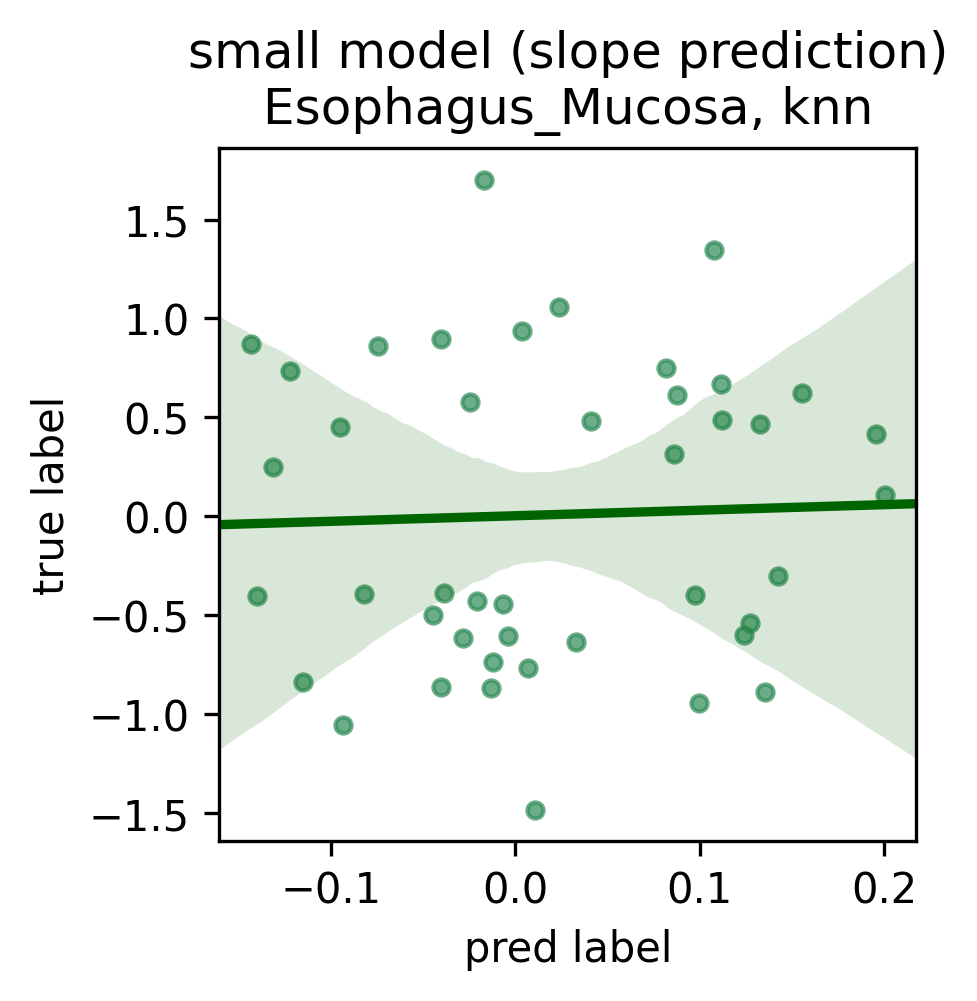 small model (slope prediction)
Esophagus_Mucosa, knn
1.5
1.0
0.5
0.0
−0.5
−1.0
−1.5
true label
−0.1
0.0
0.1
0.2
pred label